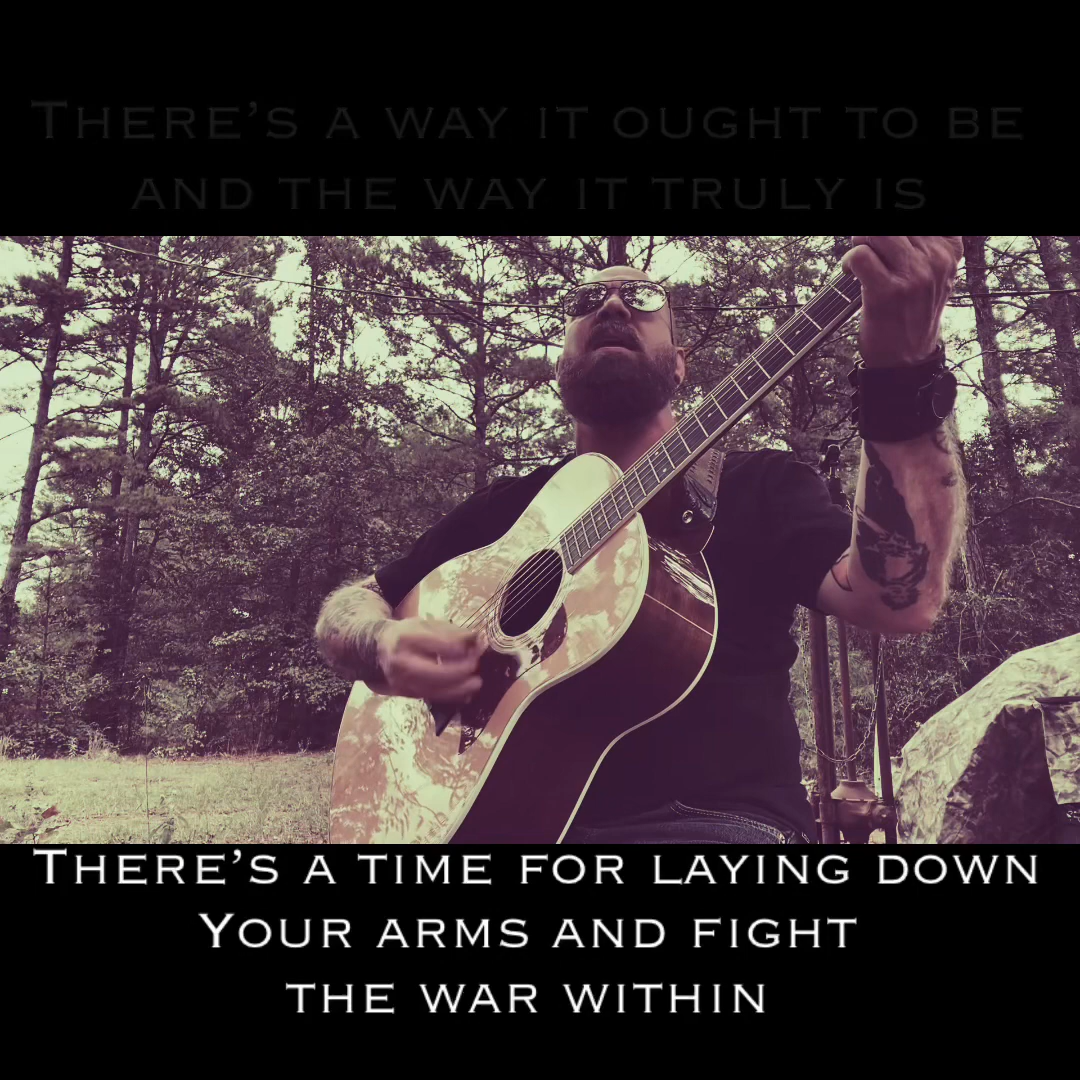 There's a way it ought to be
and the way it truly is
There's a time for laying down
Your arms and fight
the war within